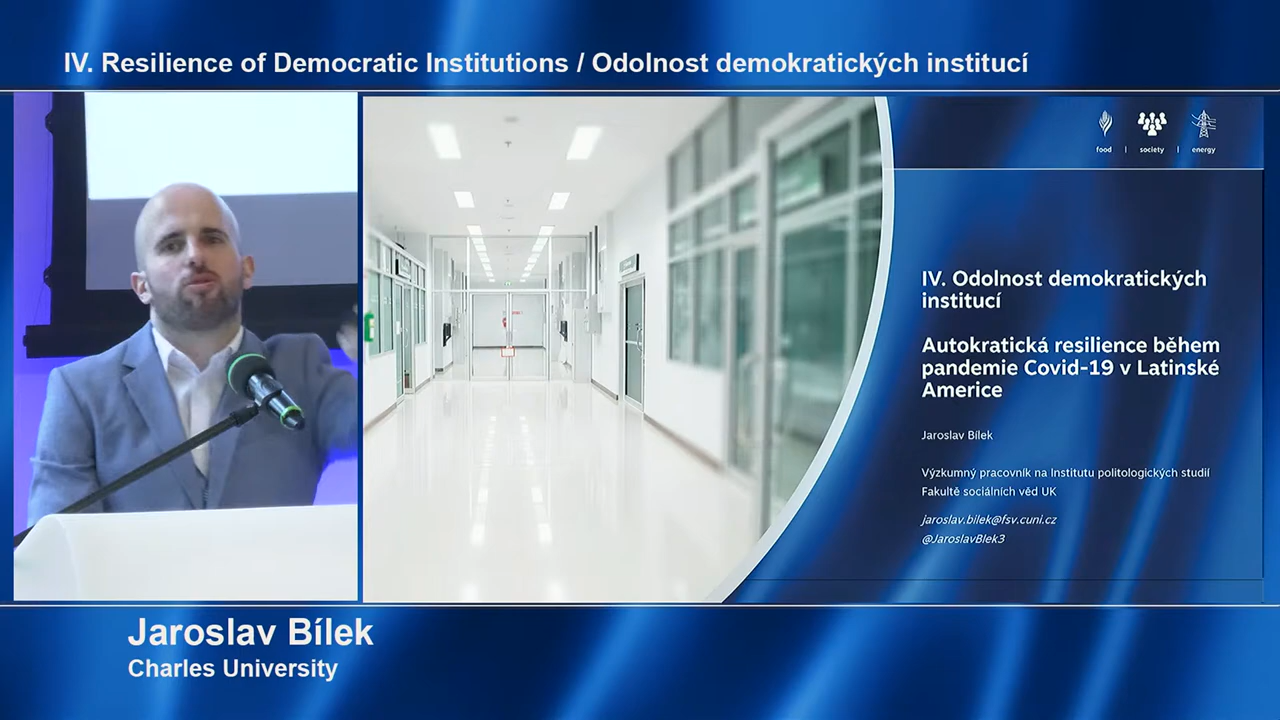 IV. Resilience of Democratic Institutions / Odolnost demokratických institucí
food | society | energy
IV. Odolnost demokratických
institucí
Autokratická resilience během
pandemie Covid-19 v Latinské
Americe
Jaroslav Bílek
Výzkumný pracovník na Institutu politologických studií
Fakultě sociálních věd UK
jaroslav.bilek@fsv.cuni.cz
@JaroslavBlek3
Jaroslav Bílek
Charles University